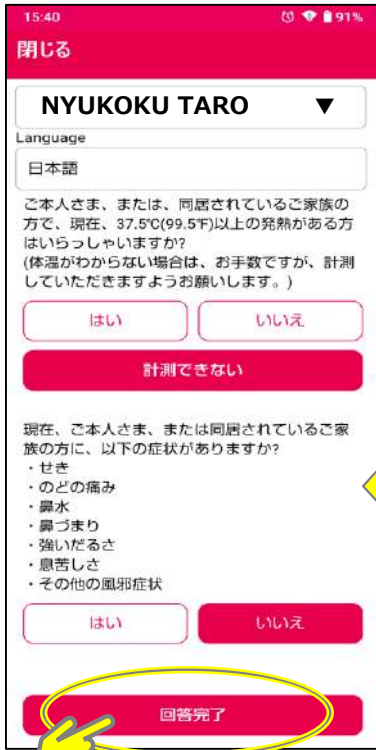 15:40 91%
閉じる
NYUKOKU TARO ▼
Language
日本語
ご本人さま、または、同居されているご家族の
方で、現在、37.5℃(99.5℉)以上の発熱がある方
はいらっしゃいますか?
(体温がわからない場合は、お手数ですが、計測
していただきますようお願いします。)
はい いいえ
計測できない
現在、ご本人さま、または同居されているご家
族の方に、以下の症状がありますか?
・せき
・のどの痛み
・鼻水
・鼻づまり
・強いだるさ
・息苦しさ
・その他の風邪症状
はい いいえ
回答完了